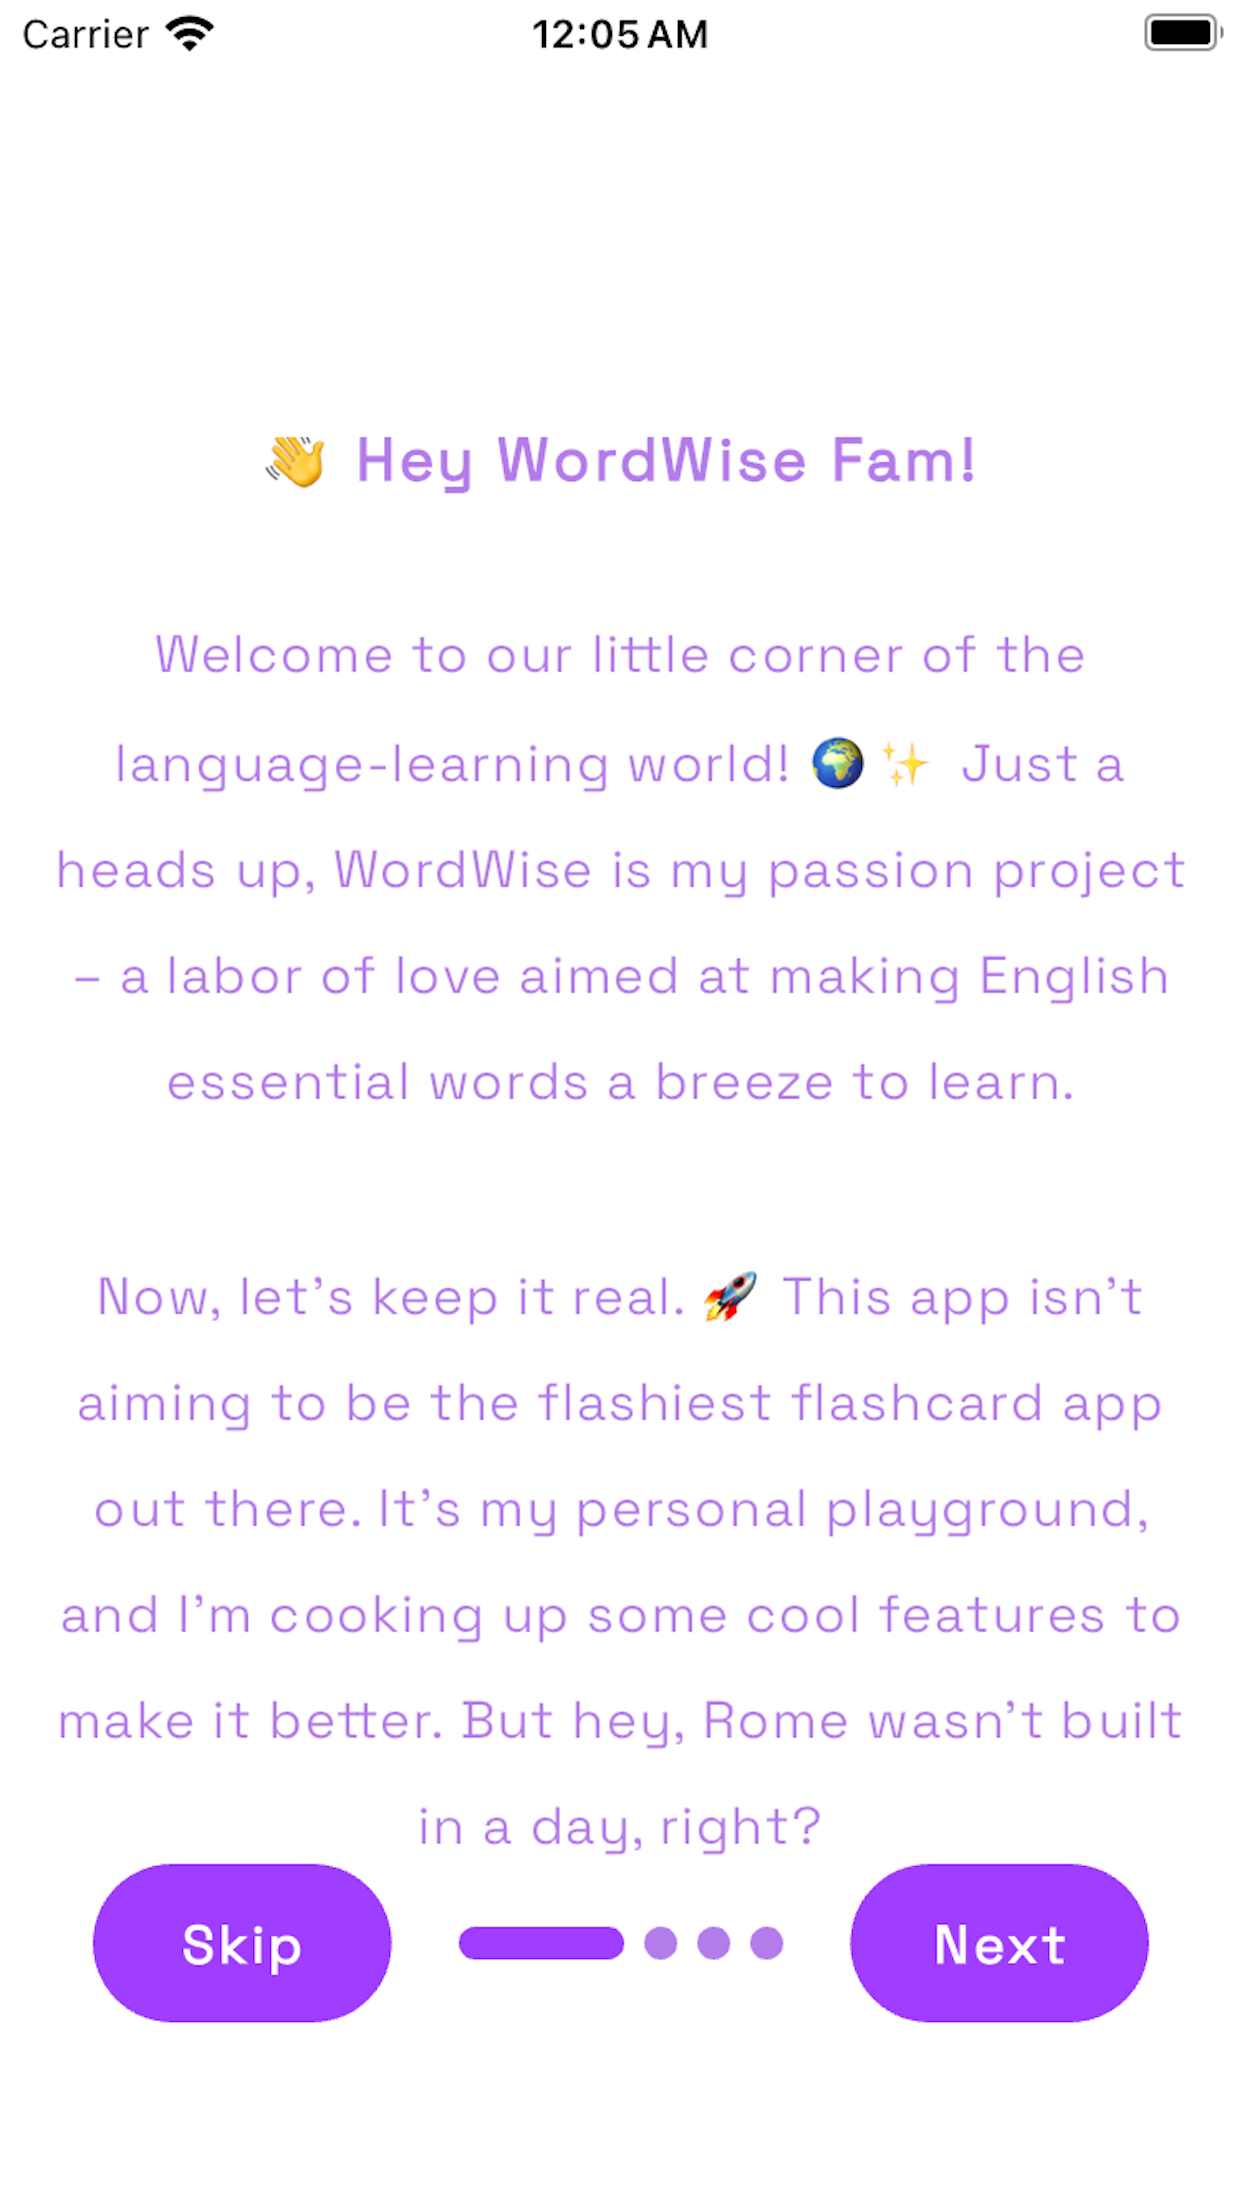 Carrier 12:05 AM
👋 Hey WordWise Fam!
Welcome to our little corner of the
language-learning world! 🌍✨ Just a
heads up, WordWise is my passion project
– a labor of love aimed at making English
essential words a breeze to learn.
Now, let’s keep it real. 🚀 This app isn’t
aiming to be the flashiest flashcard app
out there. It’s my personal playground,
and I’m cooking up some cool features to
make it better. But hey, Rome wasn’t built
in a day, right?
Skip Next